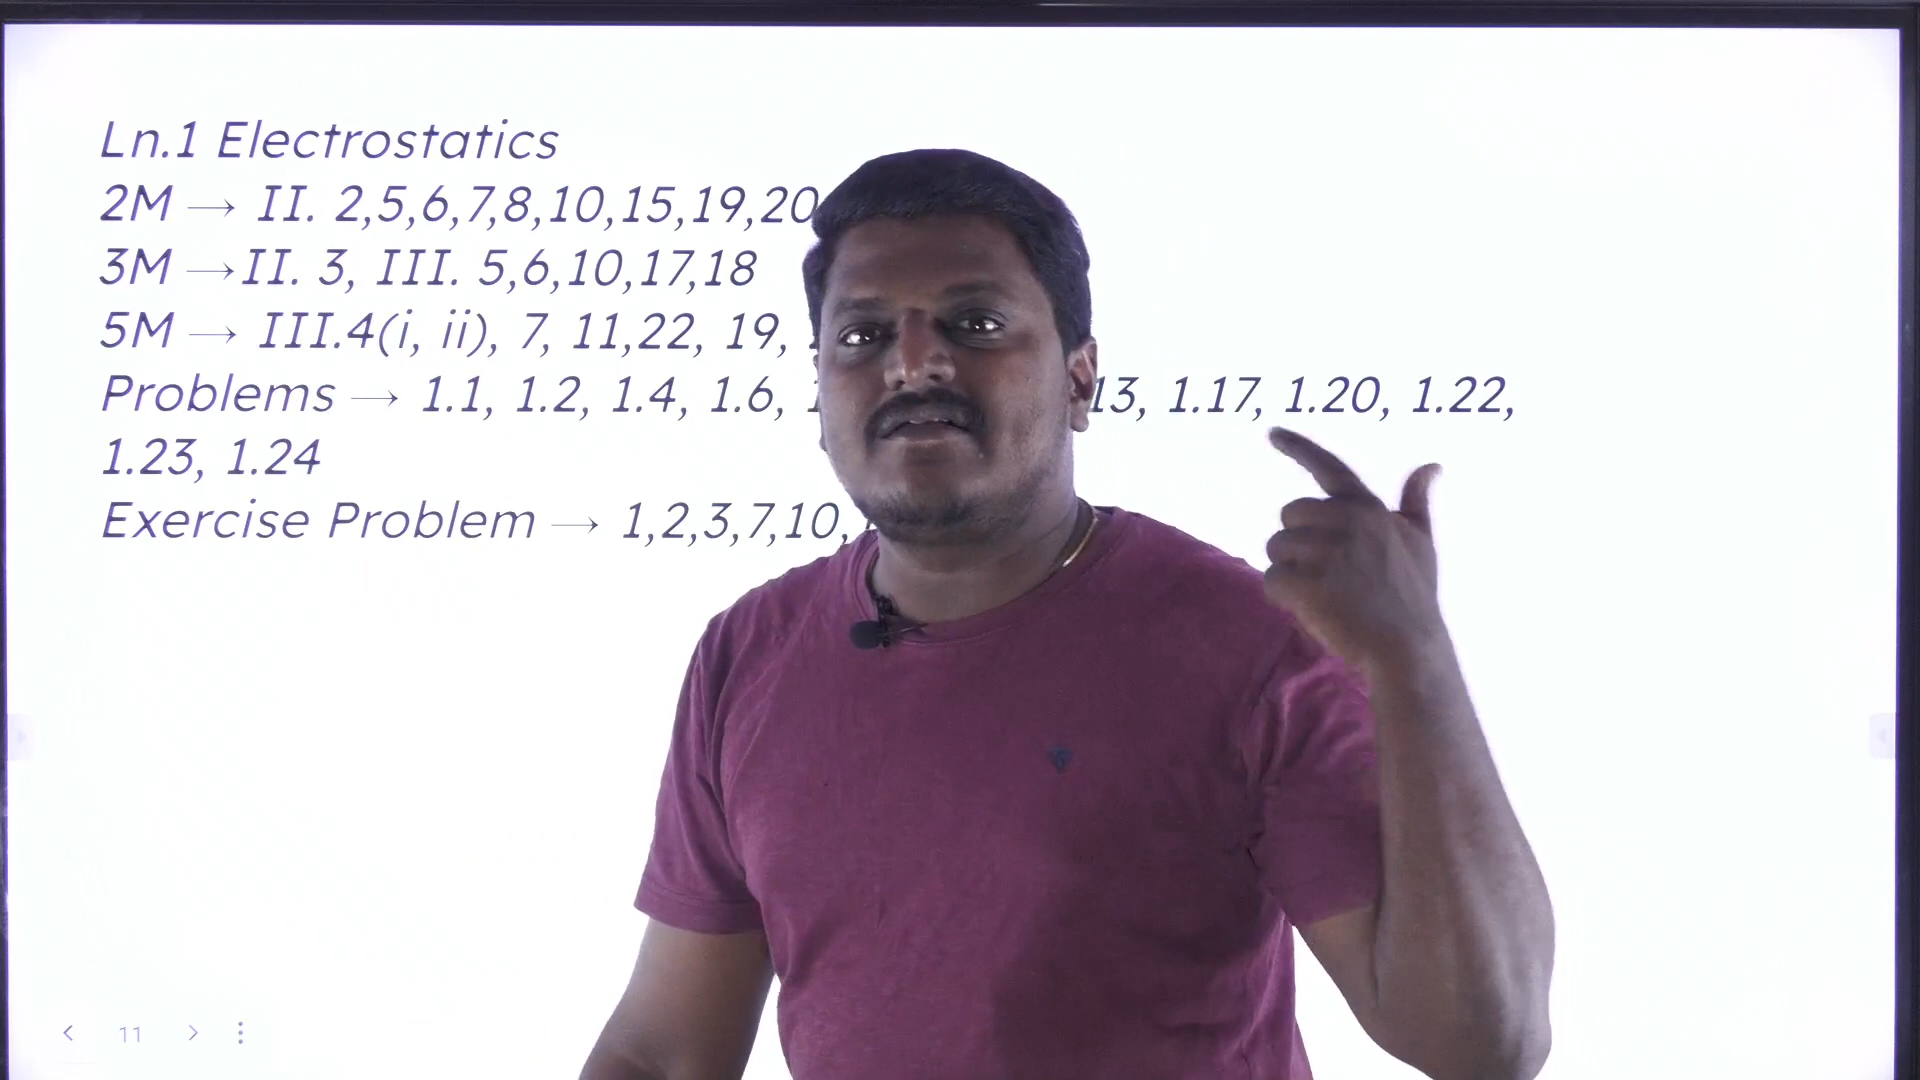 Ln.1 Electrostatics
2M → II. 2,5,6,7,8,10,15,19,20
3M →II. 3, III. 5,6,10,17,18
5M → III.4(i, ii), 7, 11,22, 19,
Problems → 1.1, 1.2, 1.4, 1.6, 13, 1.17, 1.20, 1.22,
1.23, 1.24
Exercise Problem → 1,2,3,7,10,
11